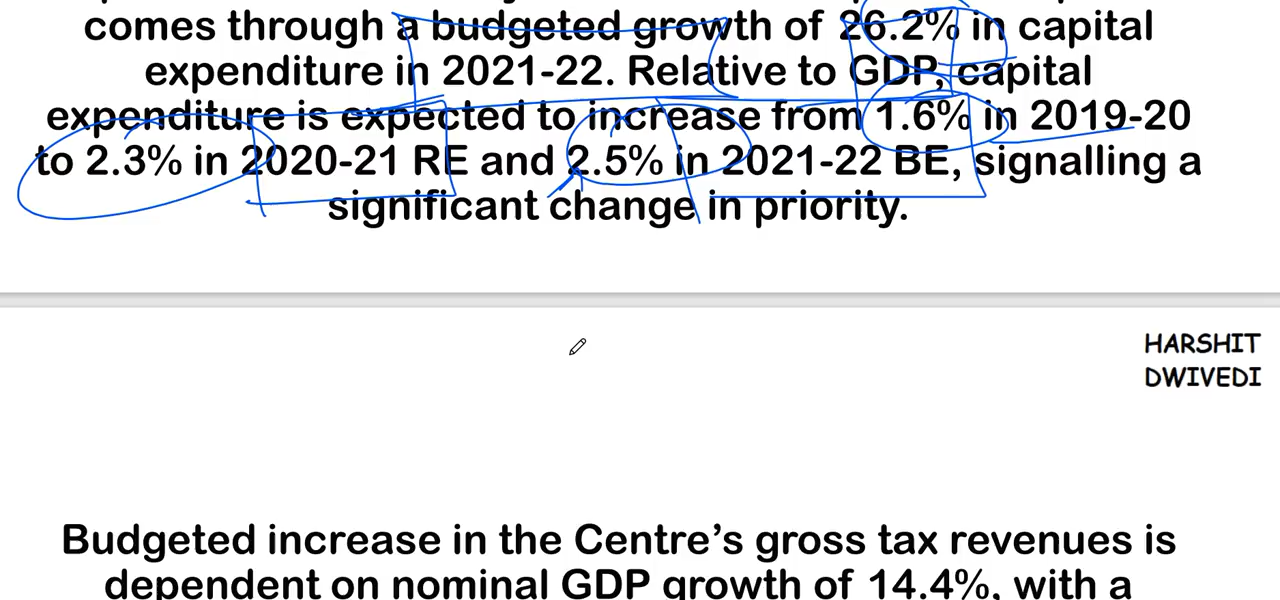 comes through a budgeted growth of 26.2% in capital
expenditure in 2021-22. Relative to GDP, capital
expenditure is expected to increase from 1.6% in 2019-20
to 2.3% in 2020-21 RE and 2.5% in 2021-22 BE, signalling a
significant change in priority.
HARSHIT
DWIVEDI
Budgeted increase in the Centre’s gross tax revenues is
dependent on nominal GDP growth of 14.4%, with a